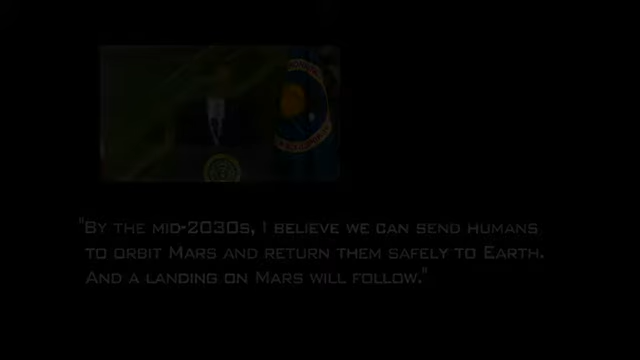 "By the mid-2030s, I believe we can send humans
to orbit Mars and return them safely to Earth.
And a landing on Mars will follow."